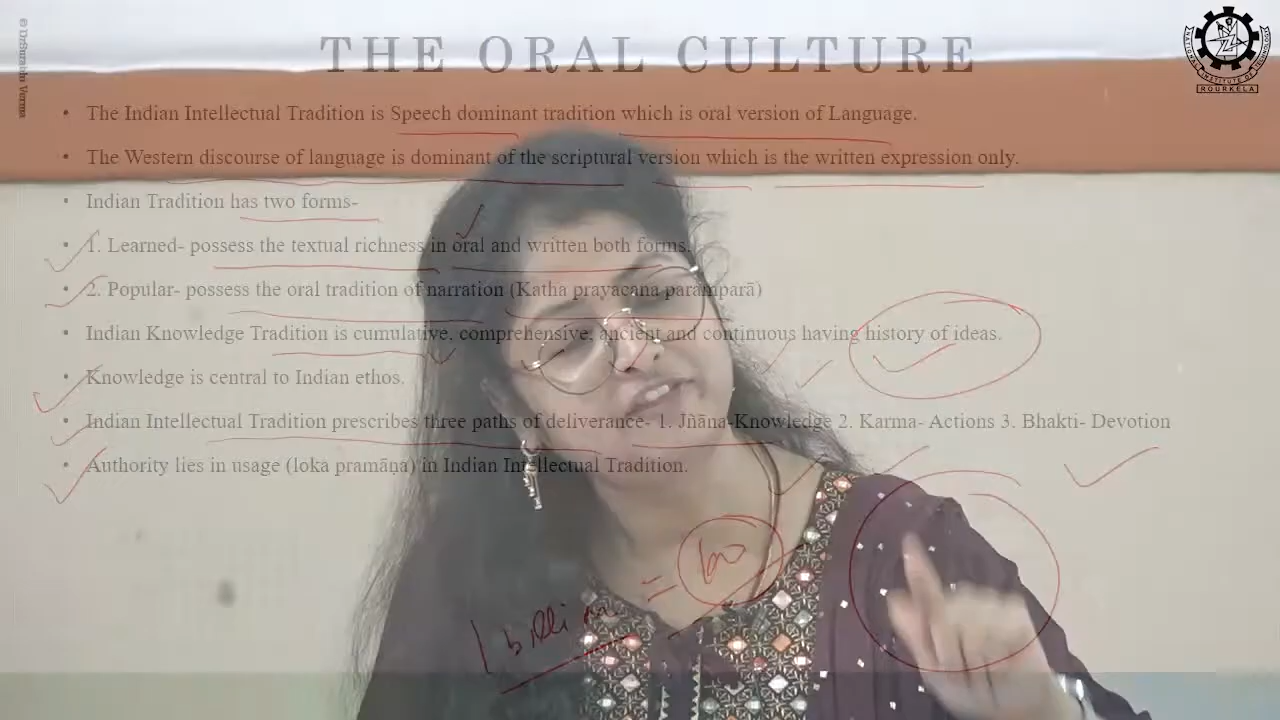 THE ORAL CULTURE
• The Indian Intellectual Tradition is Speech dominant tradition which is oral version of Language.
• The Western discourse of language is dominant of the scriptural version which is the written expression only.
• Indian Tradition has two forms-
• 1. Learned- possess the textual richness in oral and written both forms.
• 2. Popular- possess the oral tradition of narration (Katha pravacana paramparā)
• Indian Knowledge Tradition is cumulative, comprehensive, ancient and continuous having history of ideas.
• Knowledge is central to Indian ethos.
• Indian Intellectual Tradition prescribes three paths of deliverance- 1. Jñāna-Knowledge 2. Karma- Actions 3. Bhakti- Devotion
• Authority lies in usage (loka pramāṇa) in Indian Intellectual Tradition.
1 billion =
ROURKELA